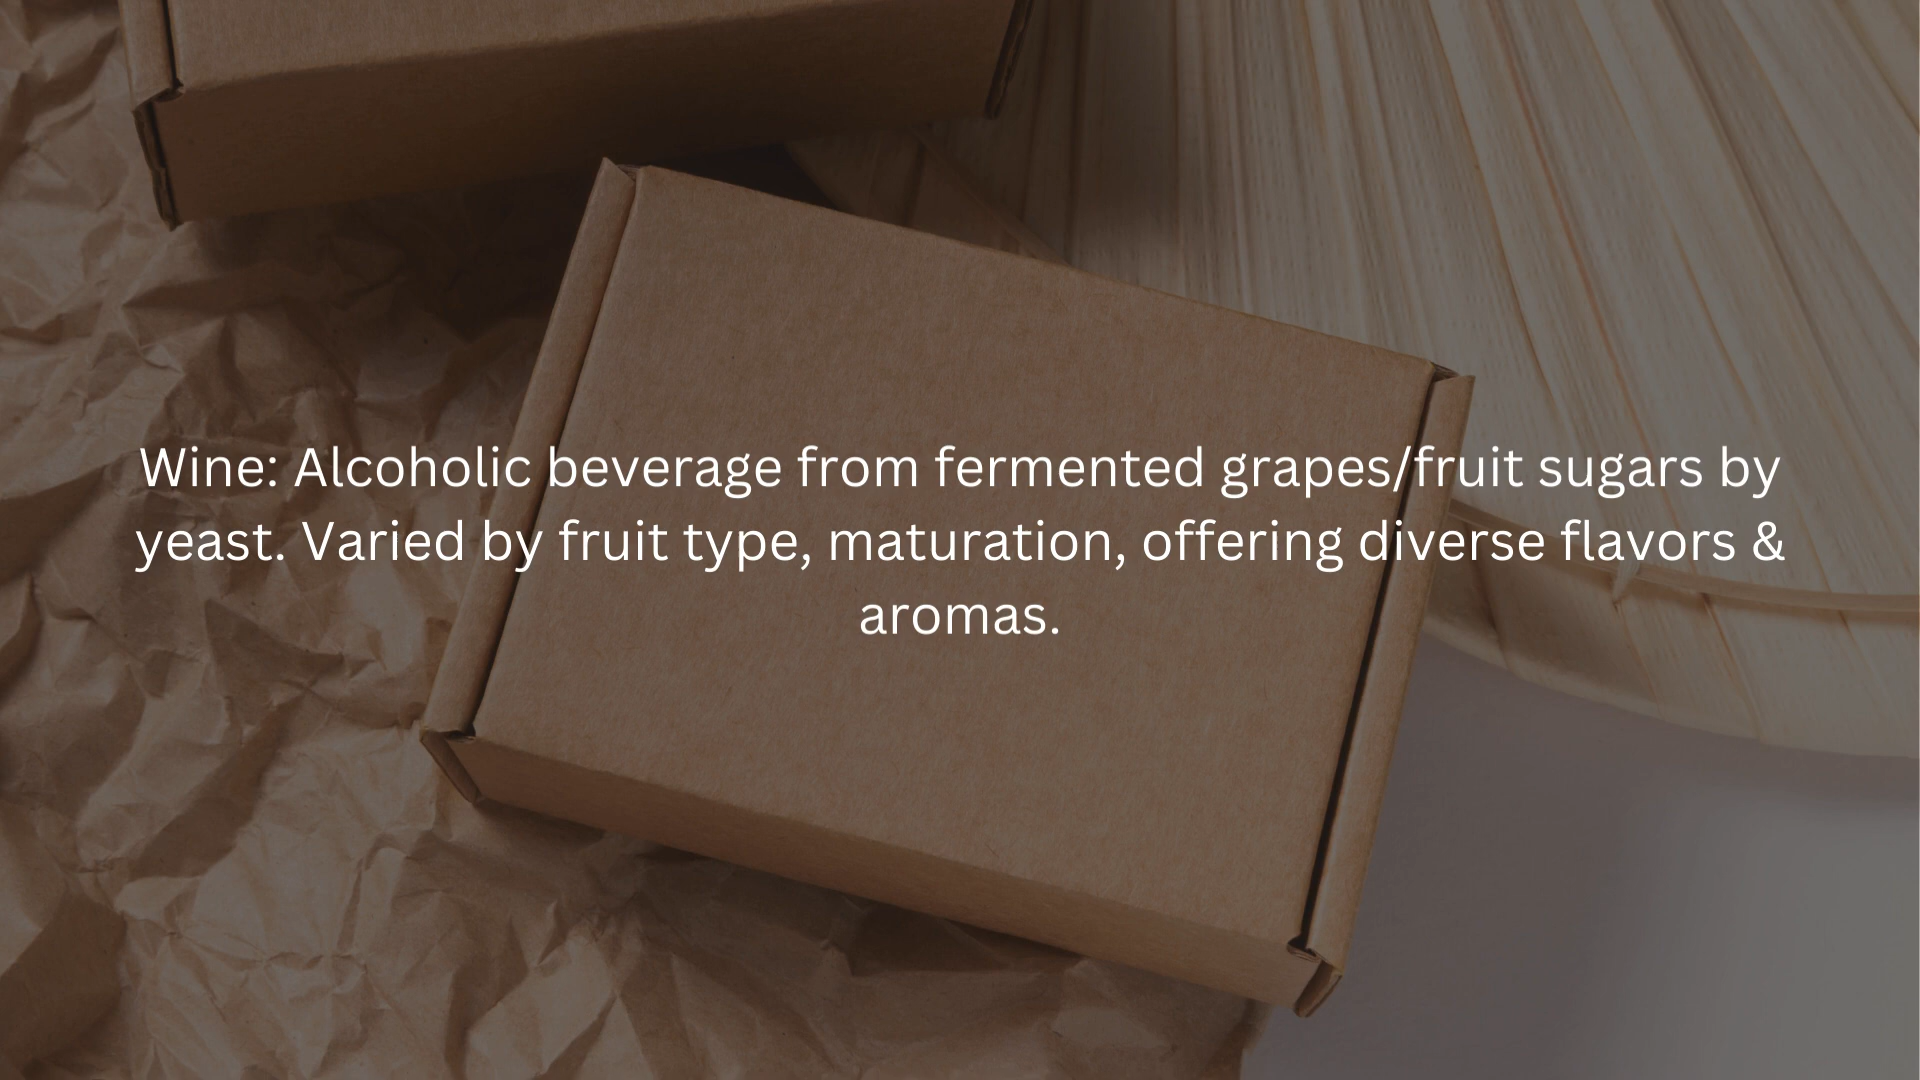 Wine: Alcoholic beverage from fermented grapes/fruit sugars by
yeast. Varied by fruit type, maturation, offering diverse flavors &
aromas.